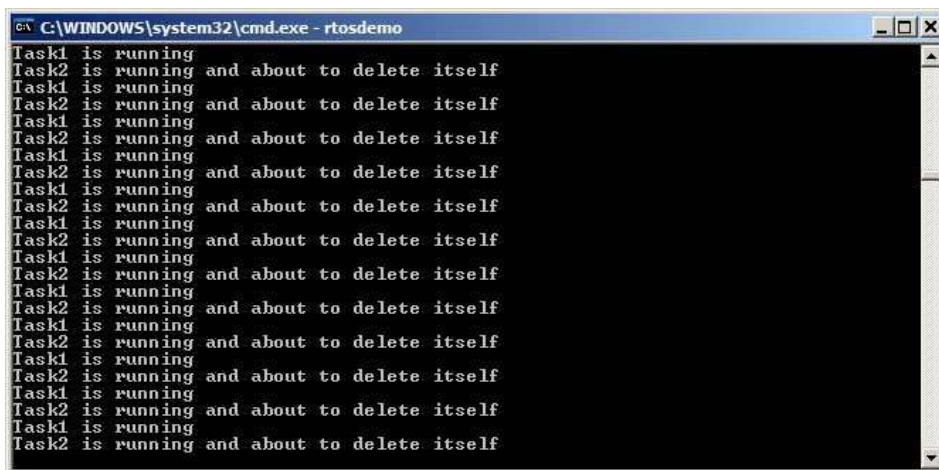 C:\WINDOWS\system32\cmd.exe - rtosdemo
Task1 is running
Task2 is running and about to delete itself
Task1 is running
Task2 is running and about to delete itself
Task1 is running
Task2 is running and about to delete itself
Task1 is running
Task2 is running and about to delete itself
Task1 is running
Task2 is running and about to delete itself
Task1 is running
Task2 is running and about to delete itself
Task1 is running
Task2 is running and about to delete itself
Task1 is running
Task2 is running and about to delete itself
Task1 is running
Task2 is running and about to delete itself
Task1 is running
Task2 is running and about to delete itself
Task1 is running
Task2 is running and about to delete itself
Task1 is running
Task2 is running and about to delete itself